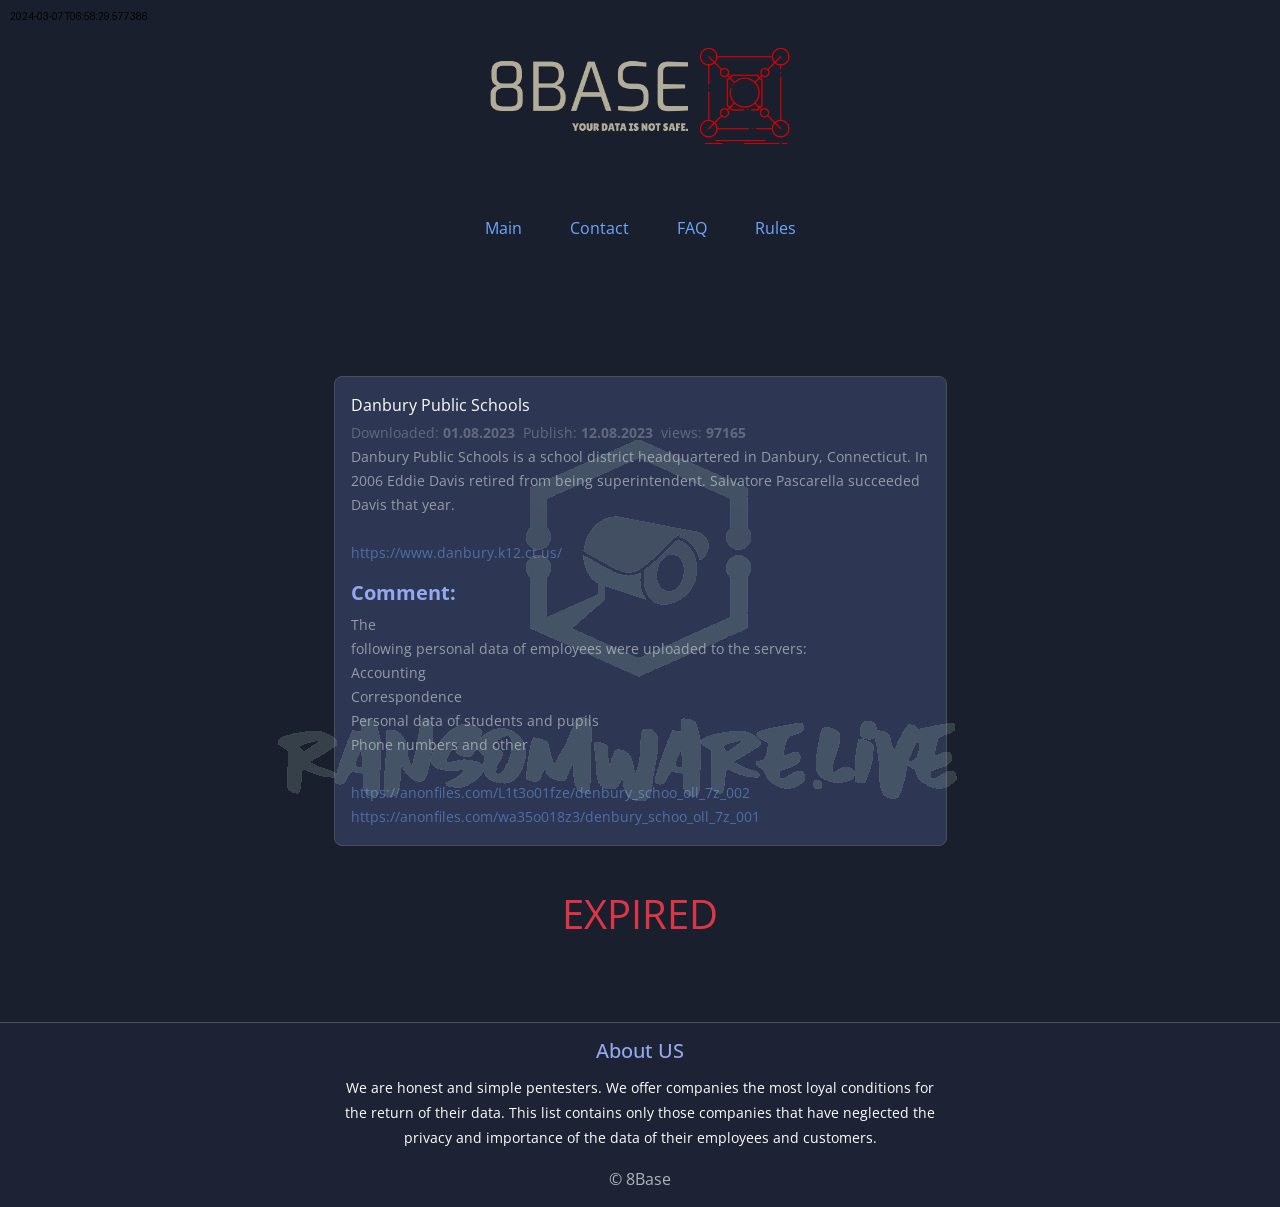 2024-03-07T06:58:29.577386
8BASE
YOUR DATA IS NOT SAFE.
Main Contact FAQ Rules
Danbury Public Schools
Downloaded: 01.08.2023 Publish: 12.08.2023 views: 97165
Danbury Public Schools is a school district headquartered in Danbury, Connecticut. In
2006 Eddie Davis retired from being superintendent. Salvatore Pascarella succeeded
Davis that year.
https://www.danbury.k12.ct.us/
Comment:
The
following personal data of employees were uploaded to the servers:
Accounting
Correspondence
Personal data of students and pupils
Phone numbers and other
RANSOMWARE.LIVE
https://anonfiles.com/L1t3o01fze/denbury_schoo_oll_7z_002
https://anonfiles.com/wa35o018z3/denbury_schoo_oll_7z_001
EXPIRED
About US
We are honest and simple pentesters. We offer companies the most loyal conditions for
the return of their data. This list contains only those companies that have neglected the
privacy and importance of the data of their employees and customers.
© 8Base